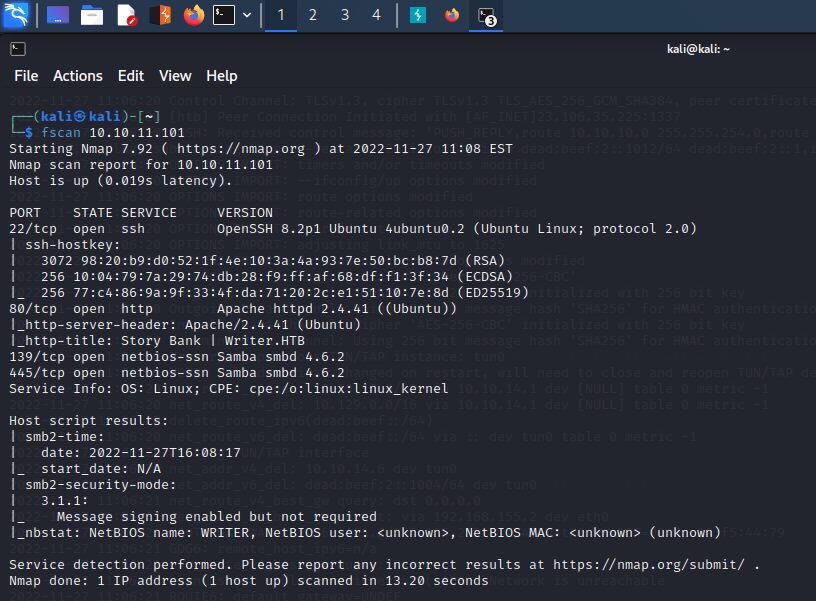 1 2 3 4 3
kali@kali: ~
File Actions Edit View Help
┌──(kali㉿kali)-[~]
└─$ fscan 10.10.11.101
Starting Nmap 7.92 ( https://nmap.org ) at 2022-11-27 11:08 EST
Nmap scan report for 10.10.11.101
Host is up (0.019s latency).
PORT STATE SERVICE VERSION
22/tcp open ssh OpenSSH 8.2p1 Ubuntu 4ubuntu0.2 (Ubuntu Linux; protocol 2.0)
| ssh-hostkey:
| 3072 98:20:b9:d0:52:1f:4e:10:3a:4a:93:7e:50:bc:b8:7d (RSA)
| 256 10:04:79:7a:29:74:db:28:f9:ff:af:68:df:f1:3f:34 (ECDSA)
|_ 256 77:c4:86:9a:9f:33:4f:da:71:20:2c:e1:51:10:7e:8d (ED25519)
80/tcp open http Apache httpd 2.4.41 ((Ubuntu))
|_http-server-header: Apache/2.4.41 (Ubuntu)
|_http-title: Story Bank | Writer.HTB
139/tcp open netbios-ssn Samba smbd 4.6.2
445/tcp open netbios-ssn Samba smbd 4.6.2
Service Info: OS: Linux; CPE: cpe:/o:linux:linux_kernel
Host script results:
| smb2-time:
| date: 2022-11-27T16:08:17
|_ start_date: N/A
| smb2-security-mode:
| 3.1.1:
|_ Message signing enabled but not required
|_nbstat: NetBIOS name: WRITER, NetBIOS user: <unknown>, NetBIOS MAC: <unknown> (unknown)
Service detection performed. Please report any incorrect results at https://nmap.org/submit/ .
Nmap done: 1 IP address (1 host up) scanned in 13.20 seconds